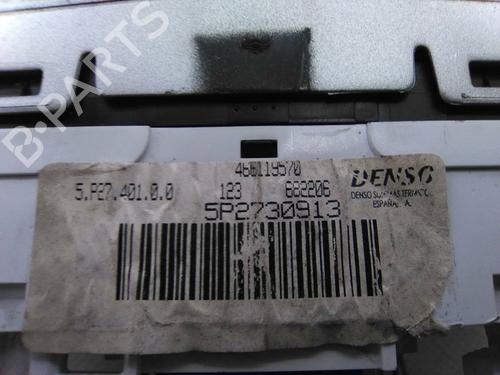 B-PARTS
466119570
5.P27.401.0.0 123 682206
DENSO
DENSO SISTEMAS TERMICOS
ESPAÑA, S.A.
5P2730913